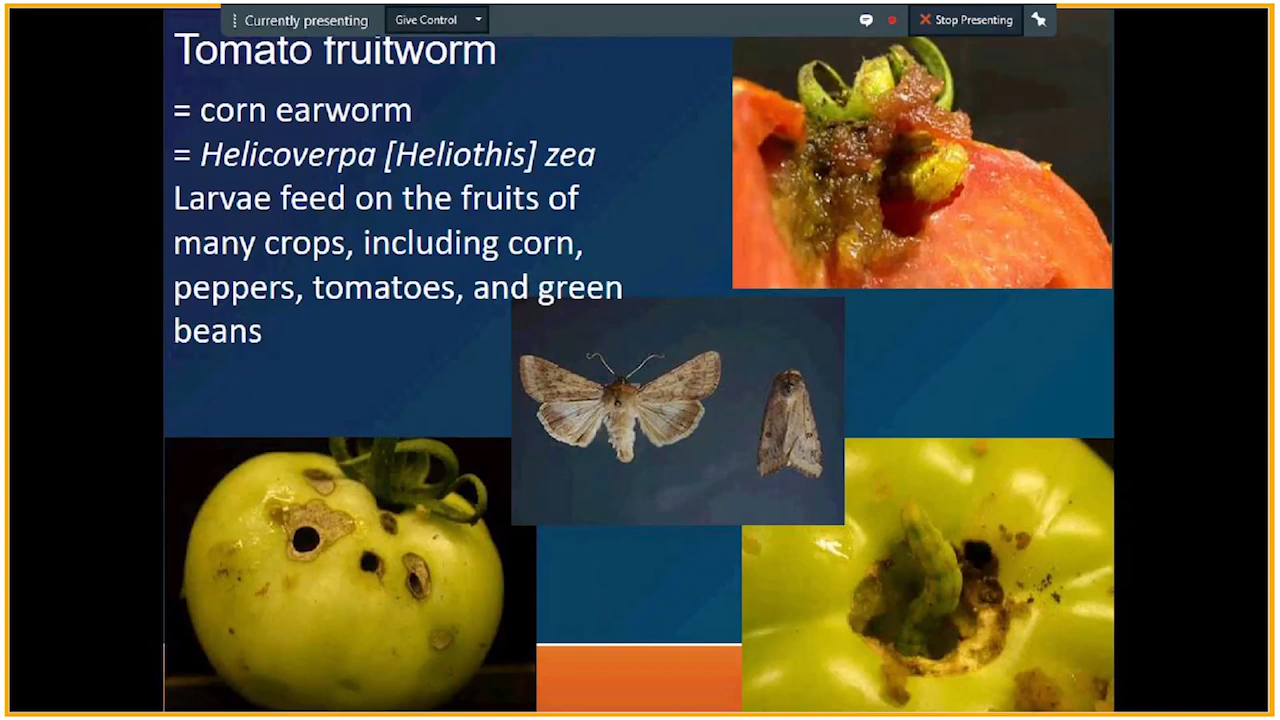 Currently presenting
Give Control
Stop Presenting
Tomato fruitworm
= corn earworm
= Helicoverpa [Heliothis] zea
Larvae feed on the fruits of
many crops, including corn,
peppers, tomatoes, and green
beans